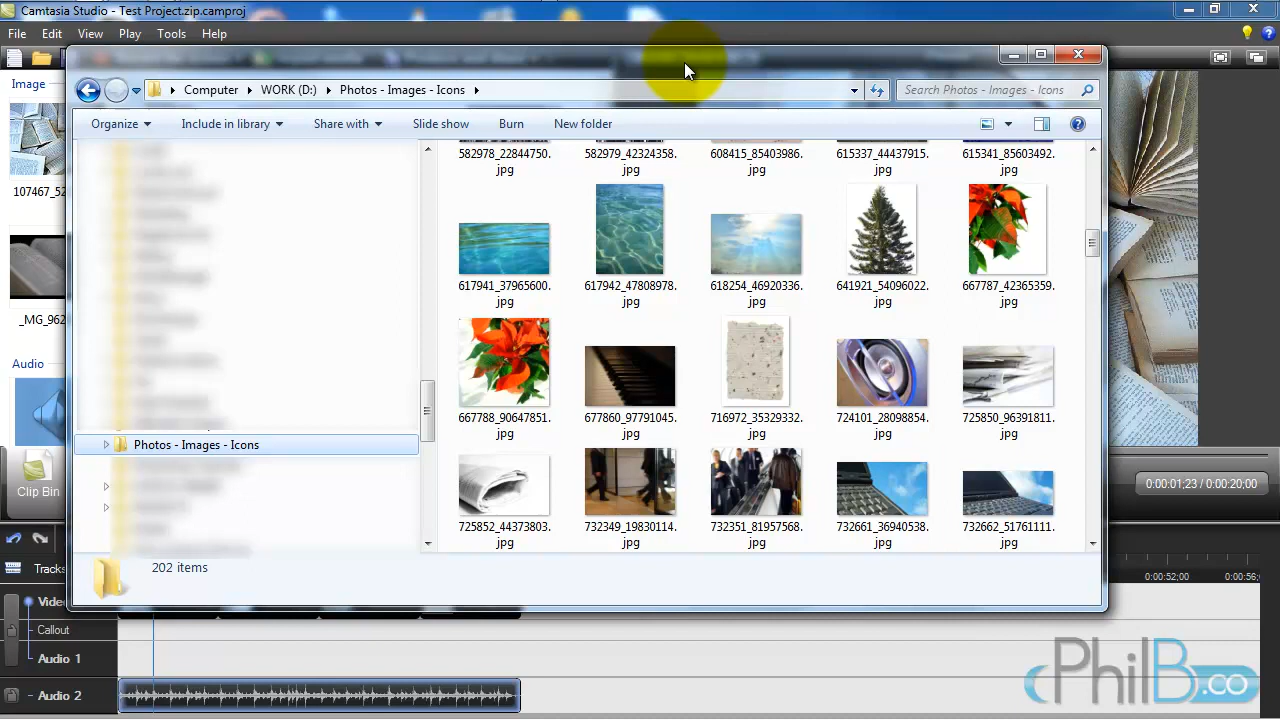 Camtasia Studio - Test Project.zip.camproj
File Edit View Play Tools Help
Computer WORK (D:) Photos - Images - Icons
Search Photos - Images - Icons
Organize Include in library Share with Slide show Burn New folder
Image
582978_22844750.jpg
582979_42324358.jpg
608415_85403986.jpg
615337_44437915.jpg
615341_85603492.jpg
107467_52
617941_37965600.jpg
617942_47808978.jpg
618254_46920336.jpg
641921_54096022.jpg
667787_42365359.jpg
_MG_962
Audio
667788_90647851.jpg
677860_97791045.jpg
716972_35329332.jpg
724101_28098854.jpg
725850_96391811.jpg
Photos - Images - Icons
Clip Bin
0:00:01;23 / 0:00:20;00
725852_44373803.jpg
732349_19830114.jpg
732351_81957568.jpg
732661_36940538.jpg
732662_51761111.jpg
202 items
Tracks
0:00:52;00 0:00:56;
Vide
Callout
Audio 1
Audio 2
PhilB.co